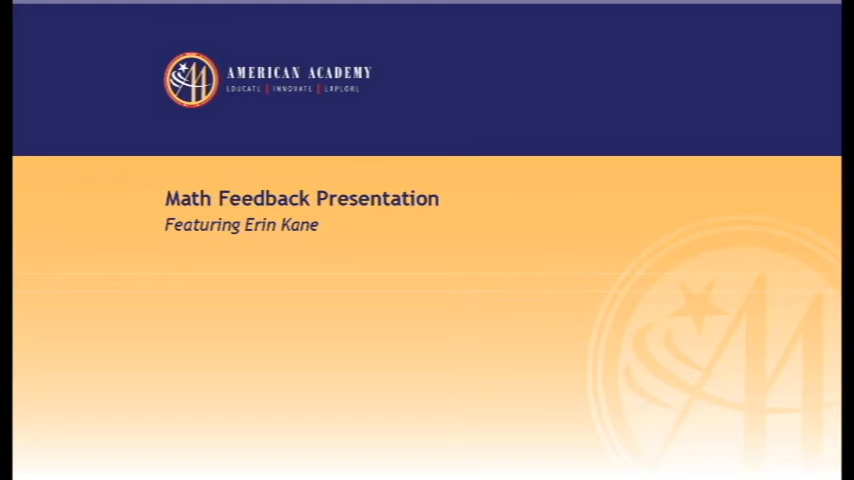 AMERICAN ACADEMY
EDUCATE | INNOVATE | EXPLORE
Math Feedback Presentation
Featuring Erin Kane